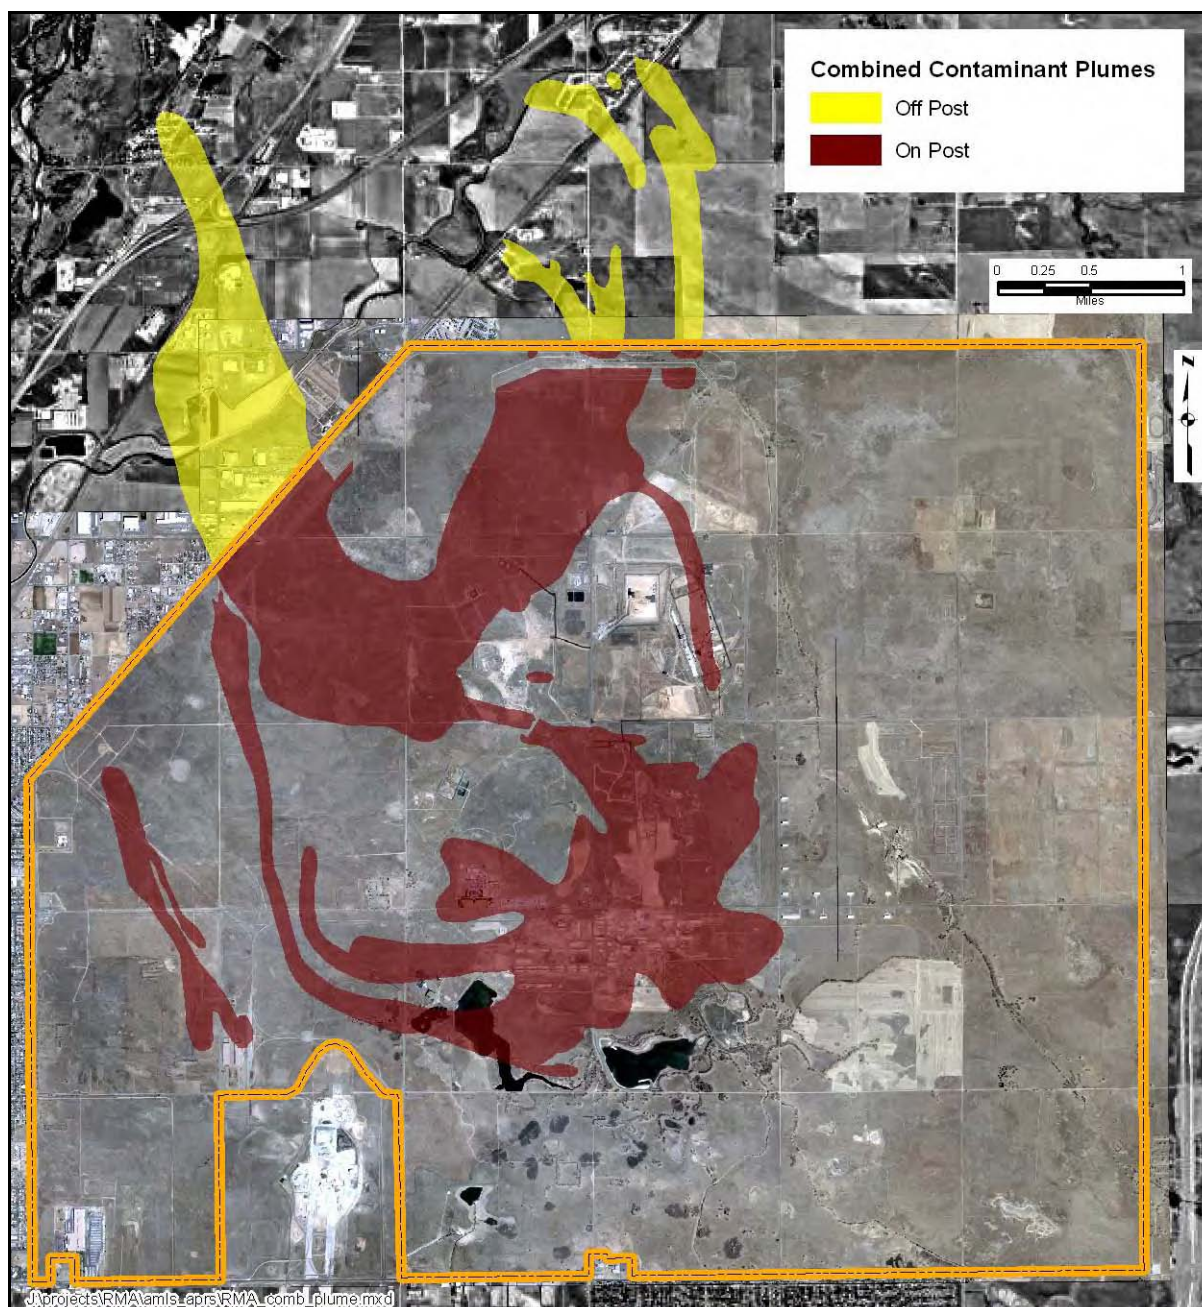 Combined Contaminant Plumes
Off Post
On Post
0 0.25 0.5 1
Miles
N
J:\projects\RMA\amls_aprs\RMA_comb_plume.mxd